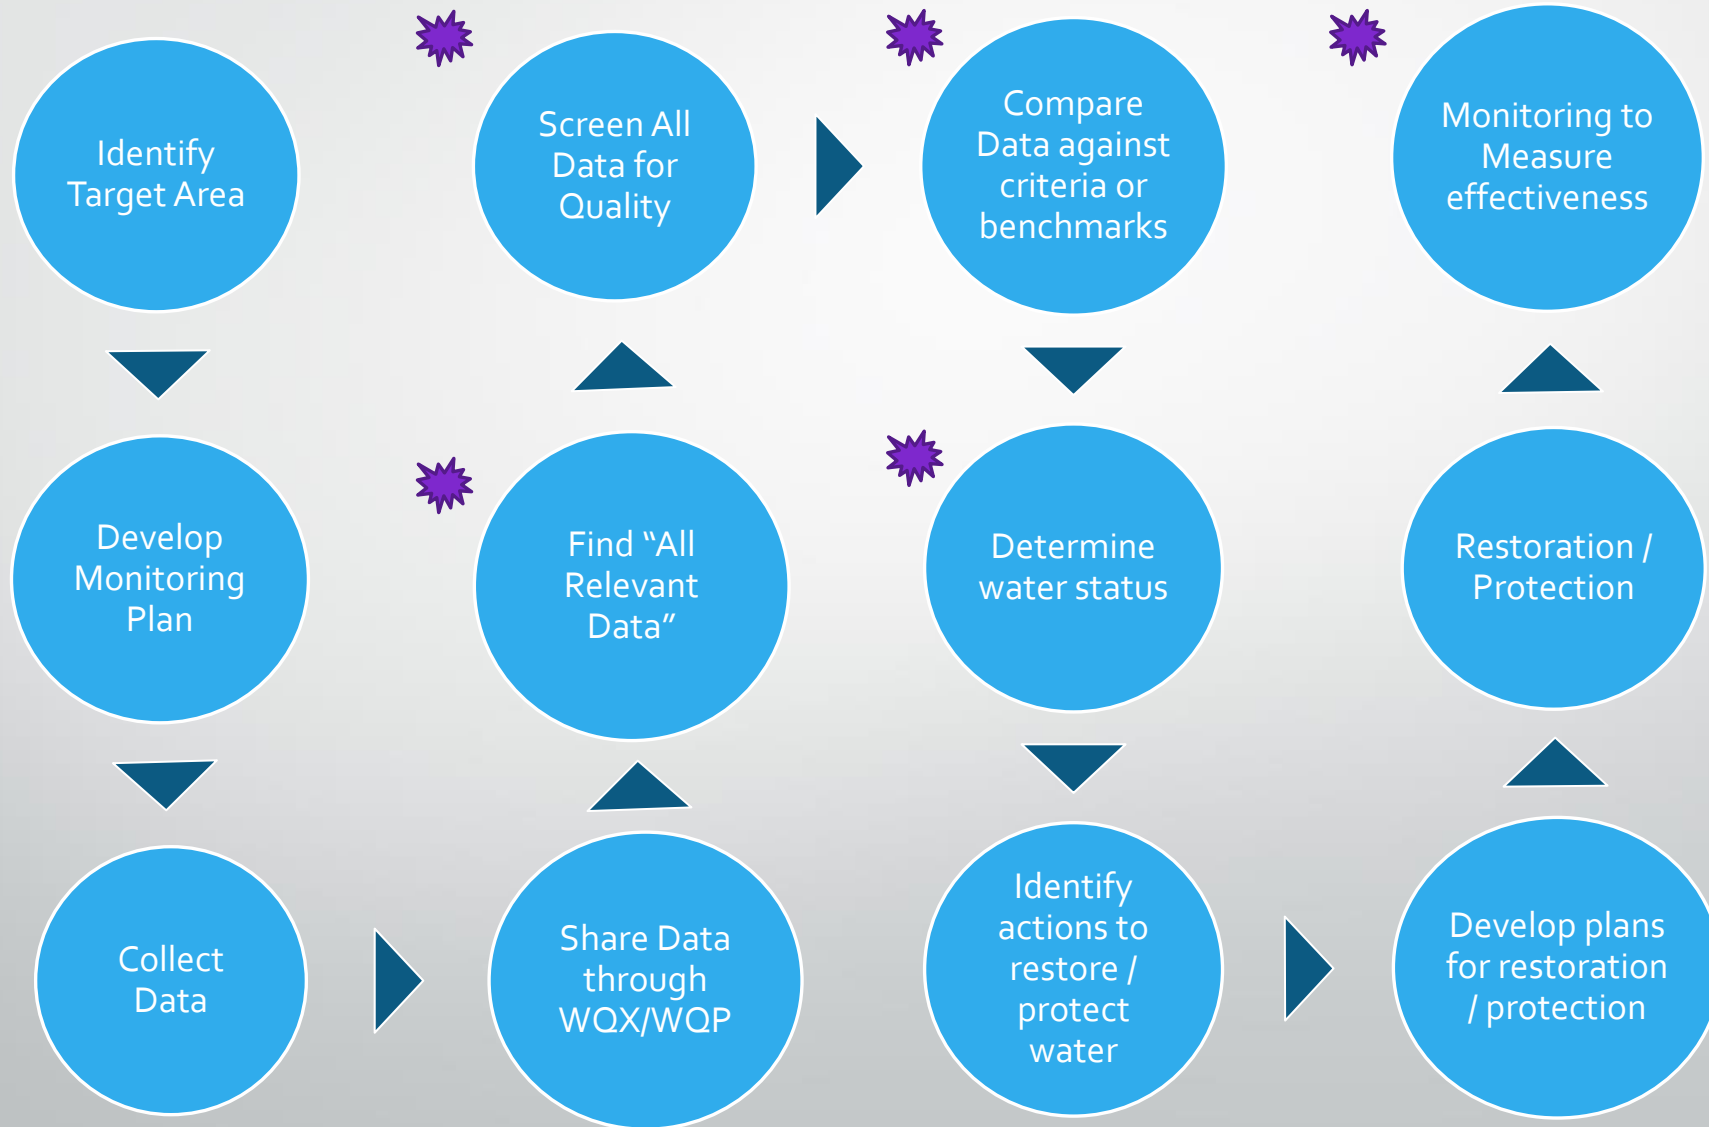 Identify
Target Area
Develop
Monitoring
Plan
Collect
Data
Share Data
through
WQX/WQP
Find “All
Relevant
Data”
Screen All
Data for
Quality
Compare
Data against
criteria or
benchmarks
Determine
water status
Identify
actions to
restore /
protect
water
Develop plans
for restoration
/ protection
Restoration /
Protection
Monitoring to
Measure
effectiveness